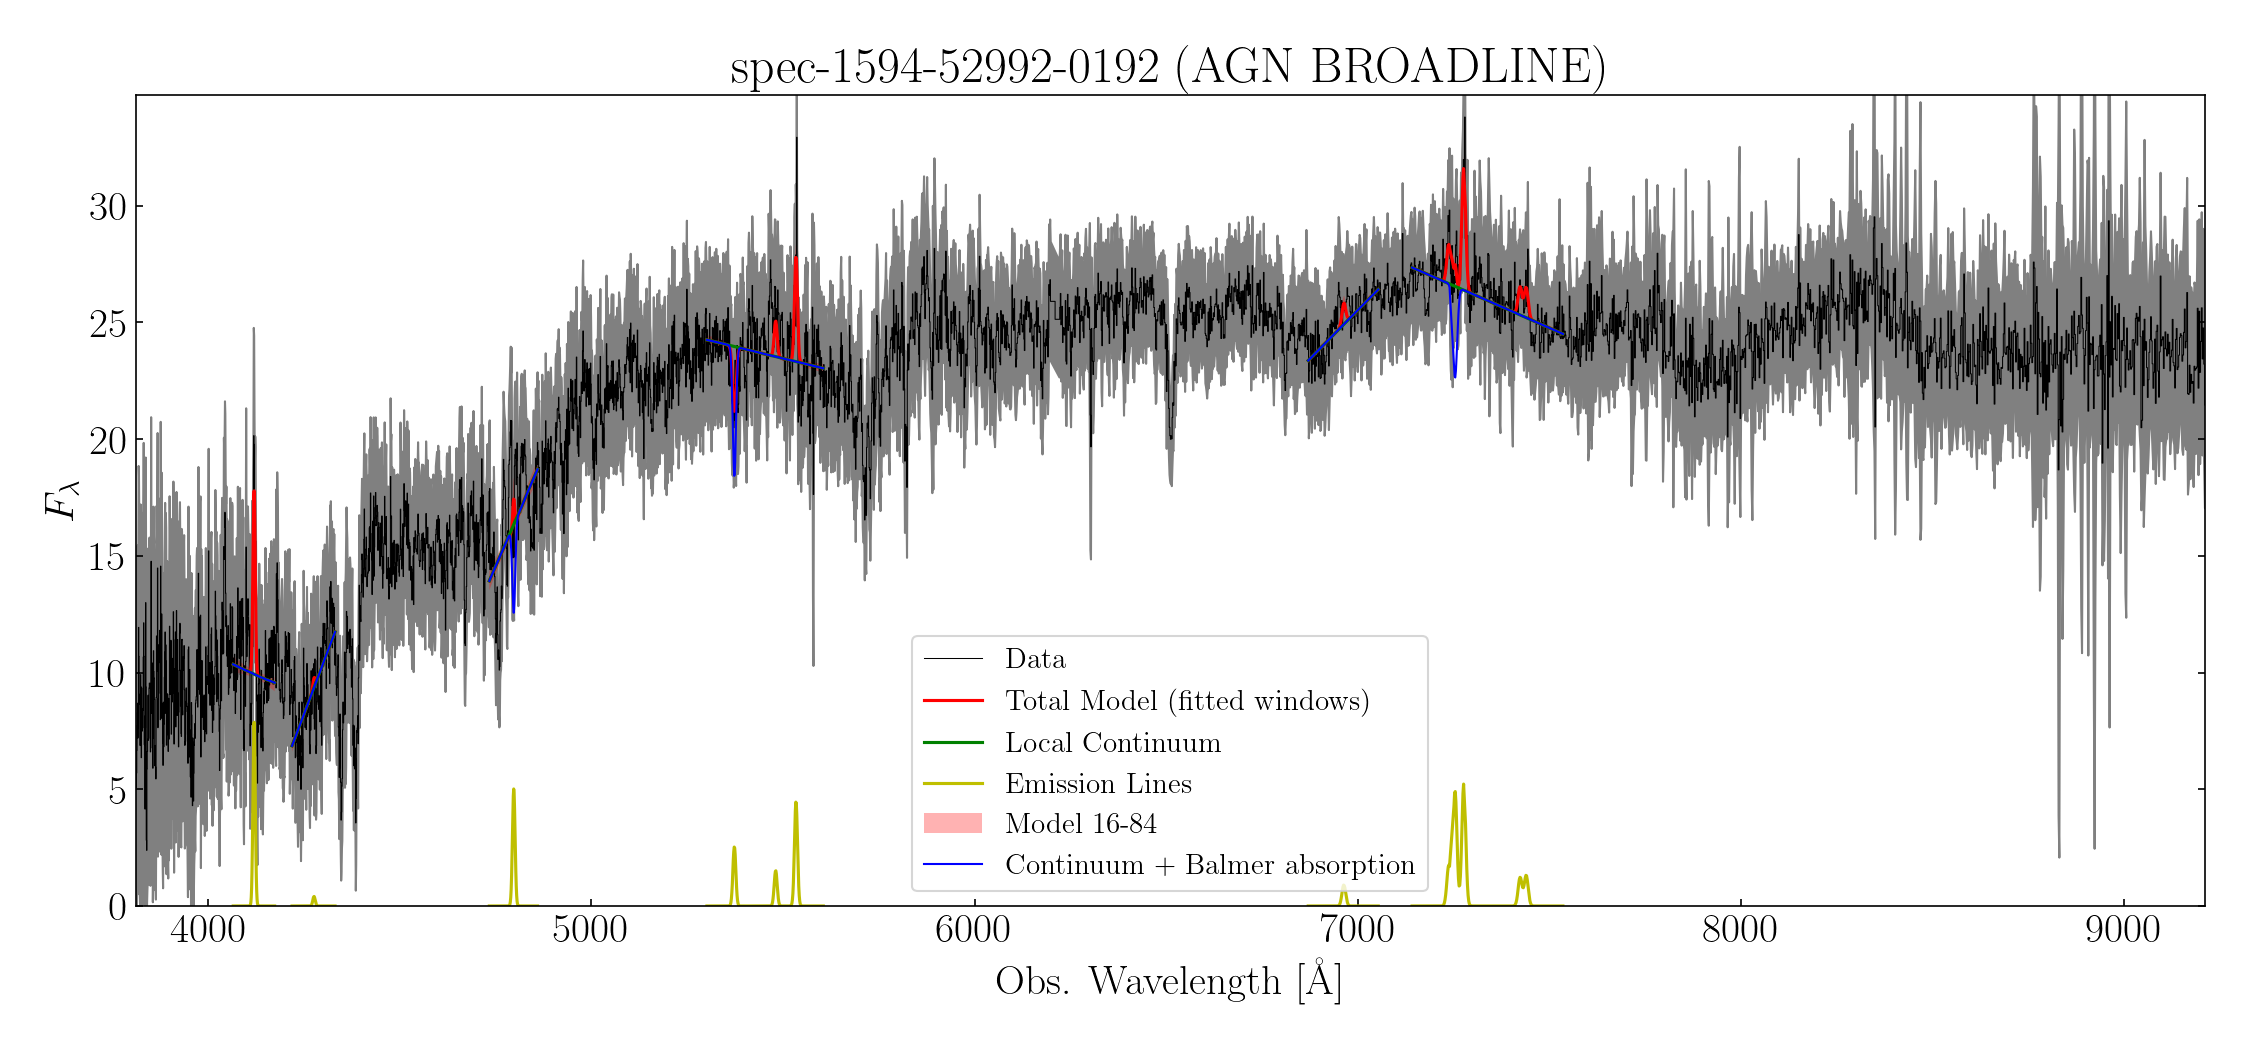 spec-1594-52992-0192 (AGN BROADLINE)
30
25
20
15
10
5
0
F_λ
Data
Total Model (fitted windows)
Local Continuum
Emission Lines
Model 16-84
Continuum + Balmer absorption
4000 5000 6000 7000 8000 9000
Obs. Wavelength [Å]